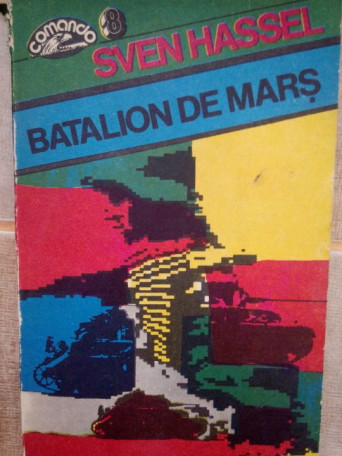 comando
8
SVEN HASSEL
BATALION DE MARȘ